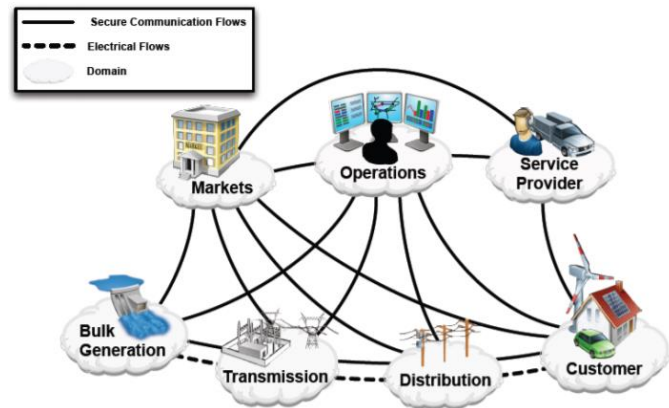 Secure Communication Flows
Electrical Flows
Domain
Markets
Operations
Service
Provider
Bulk
Generation
Transmission
Distribution
Customer